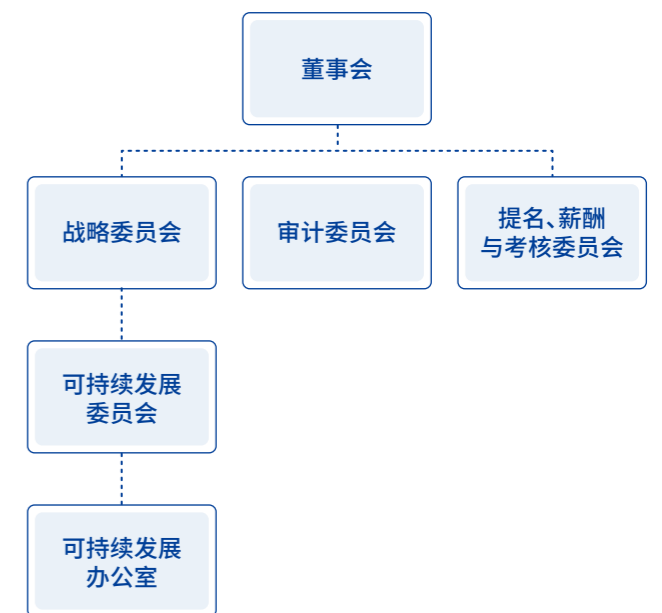 董事会
战略委员会
审计委员会
提名、薪酬
与考核委员会
可持续发展
委员会
可持续发展
办公室